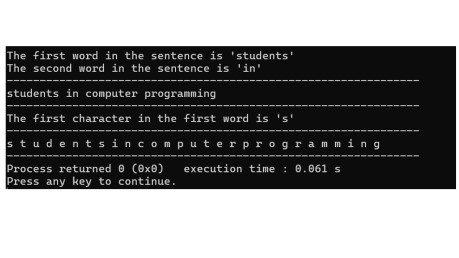 The first word in the sentence is 'students'
The second word in the sentence is 'in'
---------------------------------------------------------------
students in computer programming
---------------------------------------------------------------
The first character in the first word is 's'
---------------------------------------------------------------
s t u d e n t s i n c o m p u t e r p r o g r a m m i n g
---------------------------------------------------------------
Process returned 0 (0x0)   execution time : 0.061 s
Press any key to continue.